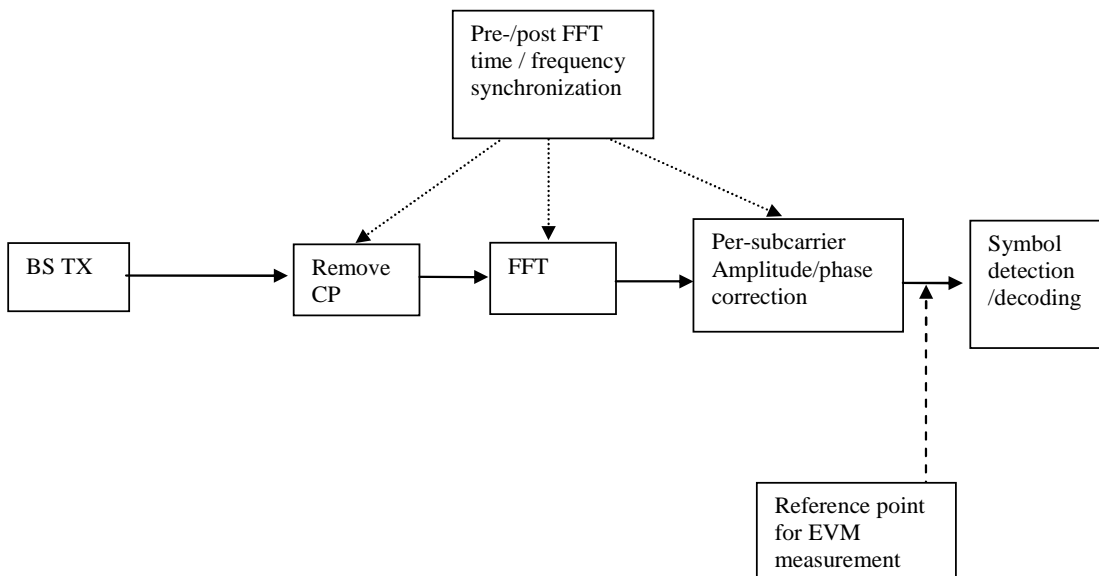 Pre-/post FFT
time / frequency
synchronization
BS TX
Remove
CP
FFT
Per-subcarrier
Amplitude/phase
correction
Symbol
detection
/decoding
Reference point
for EVM
measurement